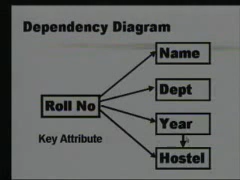 Dependency Diagram
Name
Dept
Roll No
Year
Key Attribute
Hostel